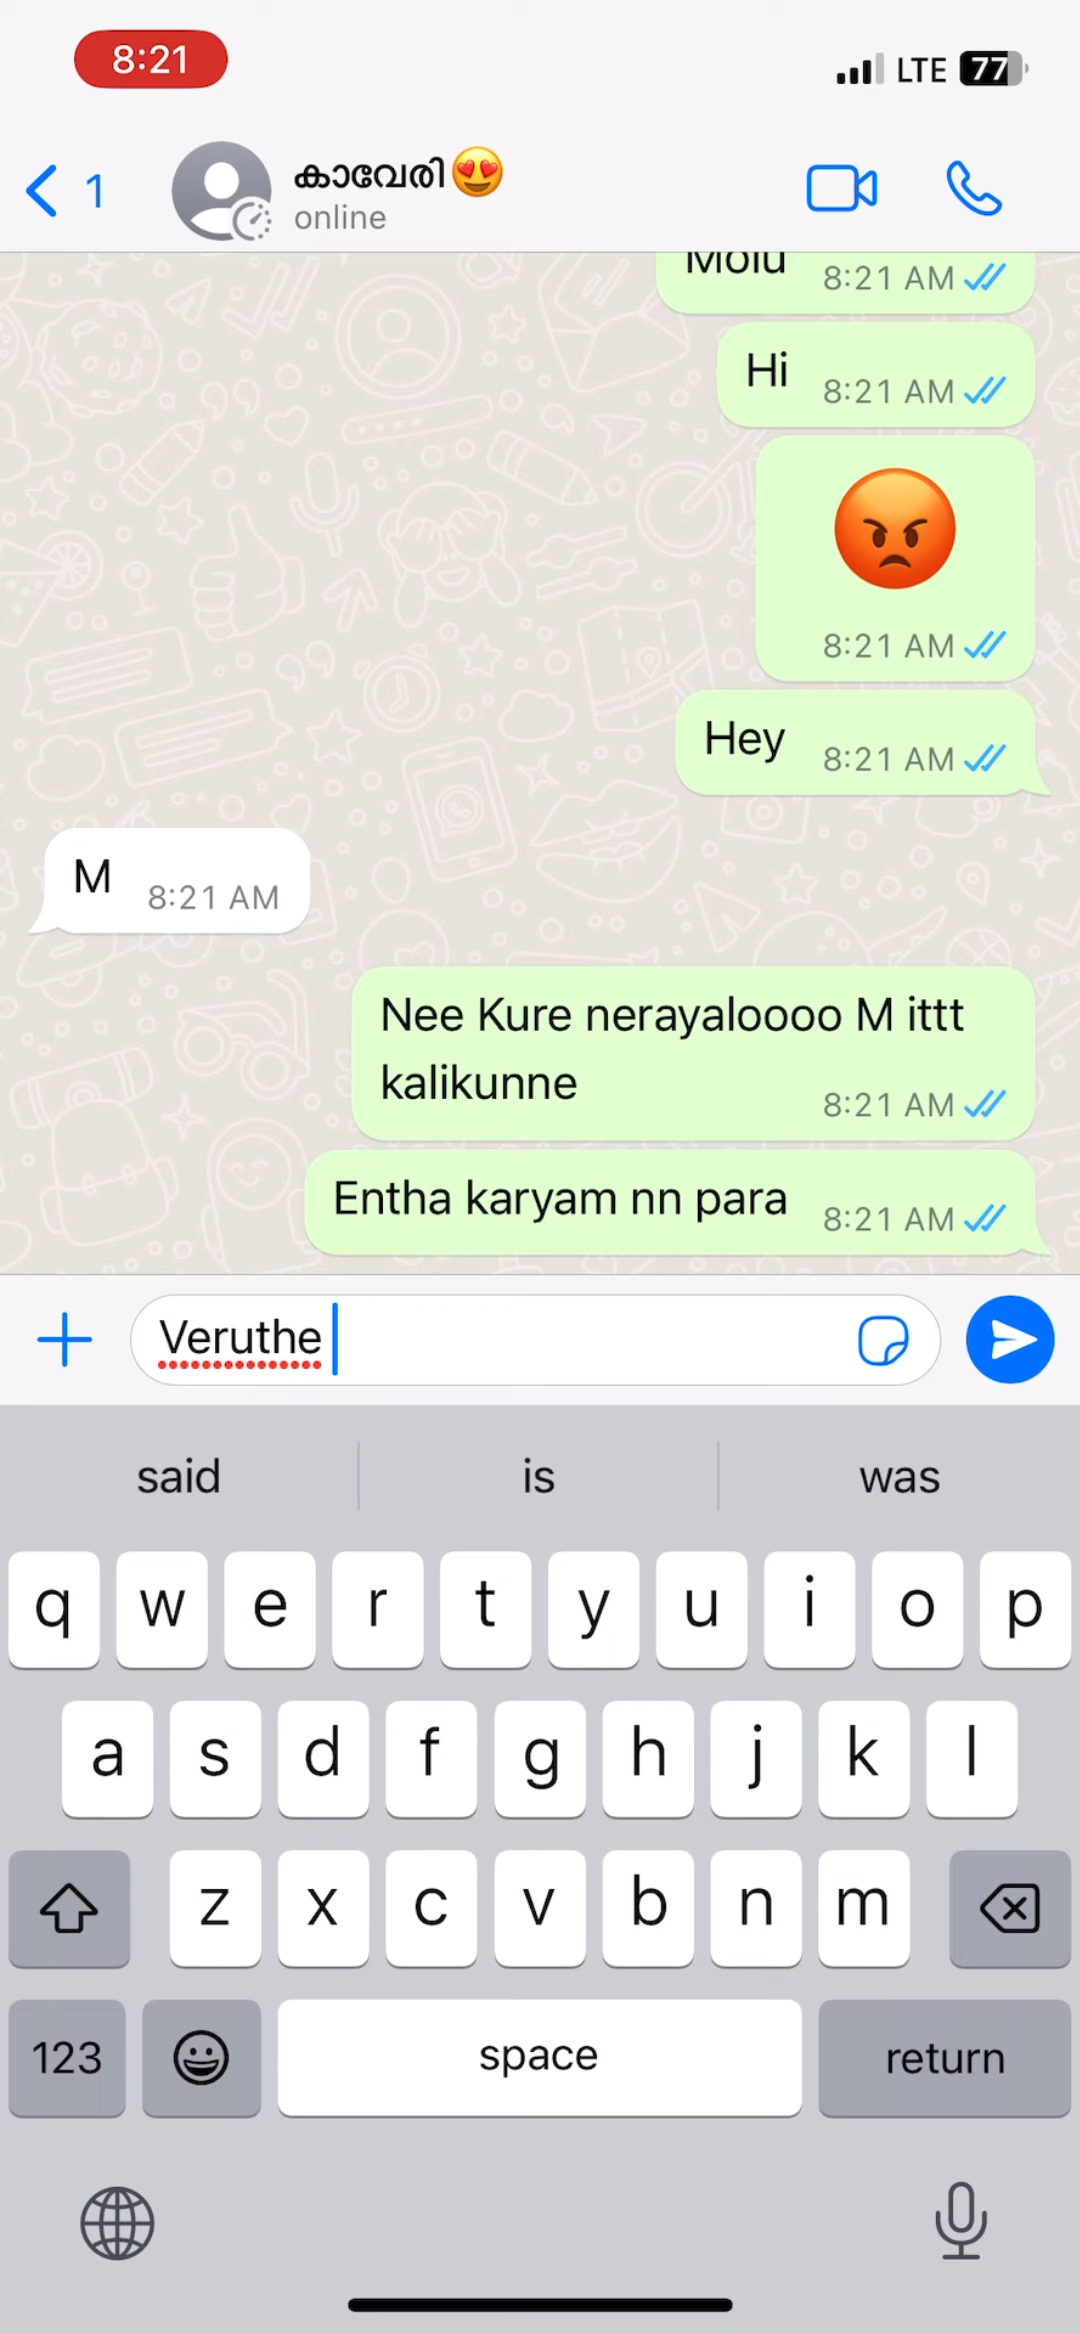 8:21
LTE 77
1
കാവേരി😍
online
Molu 8:21 AM
Hi 8:21 AM
😡
8:21 AM
Hey 8:21 AM
M 8:21 AM
Nee Kure nerayaloooo M ittt
kalikunne 8:21 AM
Entha karyam nn para 8:21 AM
Veruthe
said is was
q w e r t y u i o p
a s d f g h j k l
z x c v b n m
123 space return